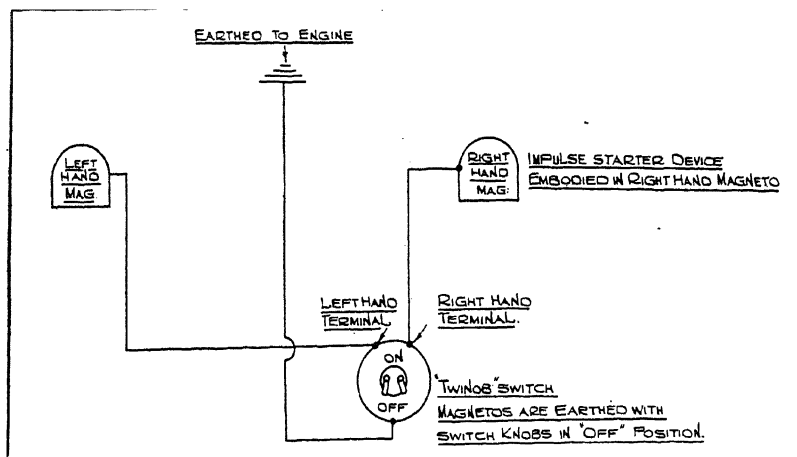 EARTHED TO ENGINE
LEFT
HAND
MAG
RIGHT
HAND
MAG:
IMPULSE STARTER DEVICE
EMBODIED IN RIGHT HAND MAGNETO
LEFT HAND
TERMINAL
RIGHT HAND
TERMINAL.
ON
OFF
"TWINOB" SWITCH
MAGNETOS ARE EARTHED WITH
SWITCH KNOBS IN "OFF" POSITION.